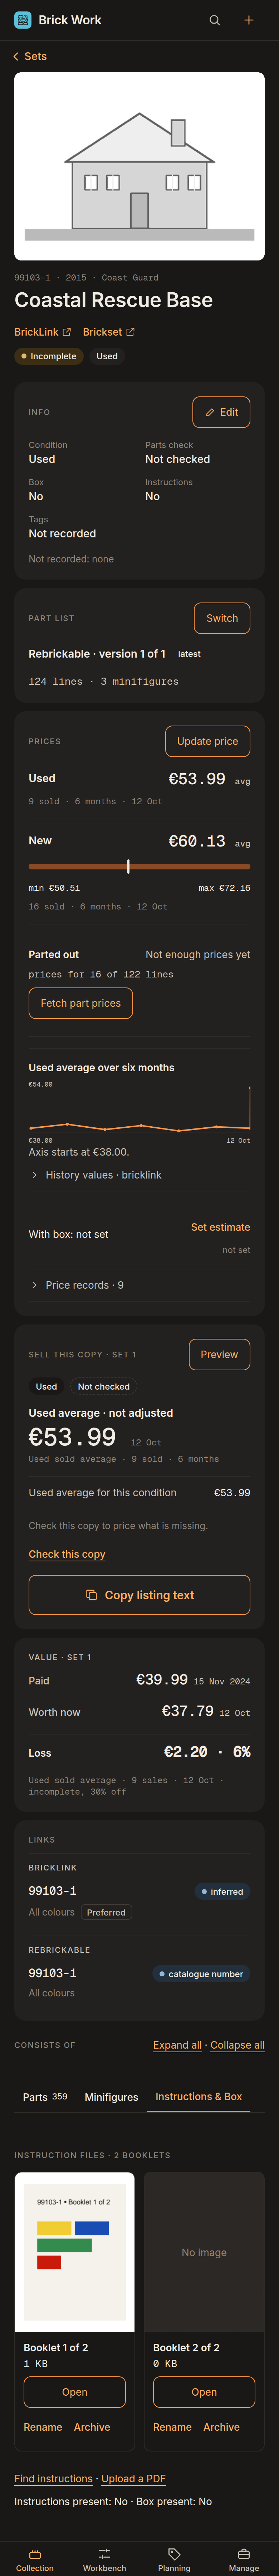 Brick Work
Sets
99103-1 · 2015 · Coast Guard
Coastal Rescue Base
BrickLink Brickset
Incomplete Used
INFO Edit
Condition Parts check
Used Not checked
Box Instructions
No No
Tags
Not recorded
Not recorded: none
PART LIST Switch
Rebrickable · version 1 of 1 latest
124 lines · 3 minifigures
PRICES Update price
Used €53.99 avg
9 sold · 6 months · 12 Oct
New €60.13 avg
min €50.51 max €72.16
16 sold · 6 months · 12 Oct
Parted out Not enough prices yet
prices for 16 of 122 lines
Fetch part prices
Used average over six months
€54.00
€38.00 12 Oct
Axis starts at €38.00.
History values · bricklink
With box: not set Set estimate
not set
Price records · 9
SELL THIS COPY · SET 1 Preview
Used Not checked
Used average · not adjusted
€53.99 12 Oct
Used sold average · 9 sold · 6 months
Used average for this condition €53.99
Check this copy to price what is missing.
Check this copy
Copy listing text
VALUE · SET 1
Paid €39.99 15 Nov 2024
Worth now €37.79 12 Oct
Loss €2.20 · 6%
Used sold average · 9 sales · 12 Oct ·
incomplete, 30% off
LINKS
BRICKLINK
99103-1 inferred
All colours Preferred
REBRICKABLE
99103-1 catalogue number
All colours
CONSISTS OF Expand all · Collapse all
Parts 359 Minifigures Instructions & Box
INSTRUCTION FILES · 2 BOOKLETS
99103-1 • Booklet 1 of 2
No image
Booklet 1 of 2 Booklet 2 of 2
1 KB 0 KB
Open Open
Rename Archive Rename Archive
Find instructions · Upload a PDF
Instructions present: No · Box present: No
Collection Workbench Planning Manage